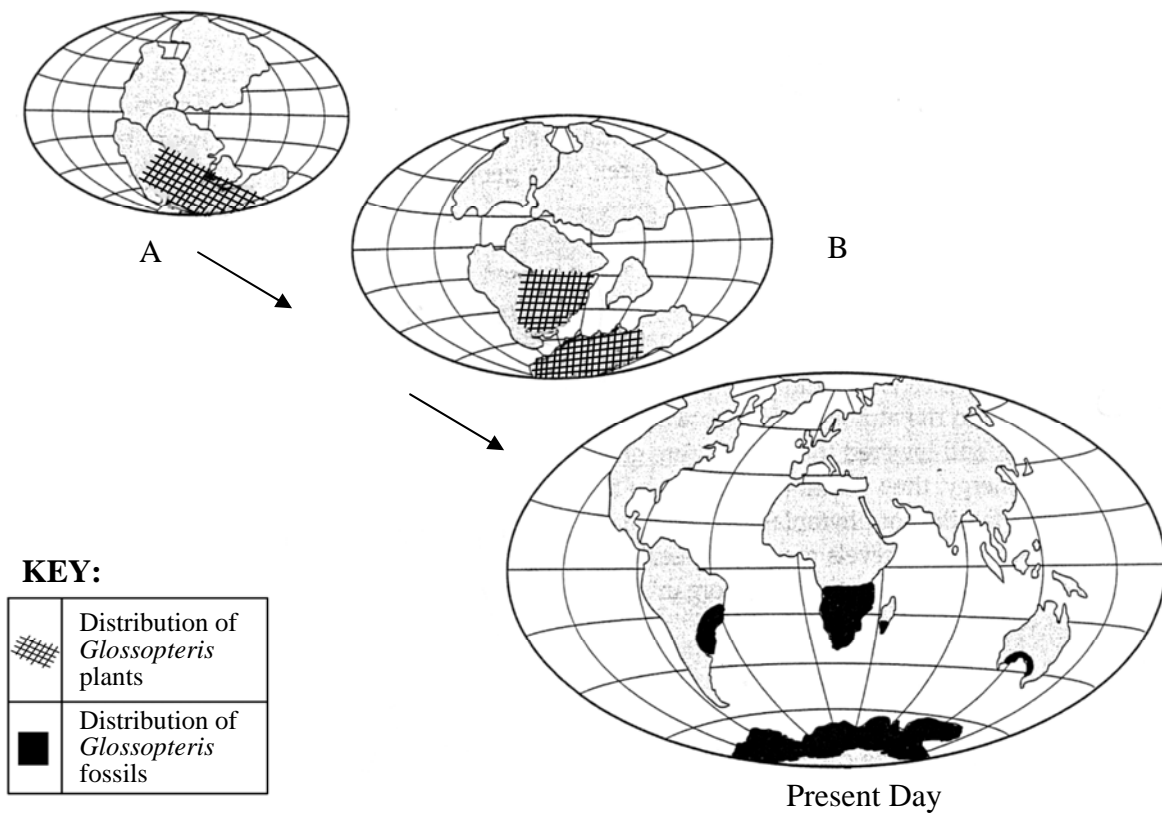 A
B
KEY:
Distribution of
Glossopteris
plants
Distribution of
Glossopteris
fossils
Present Day